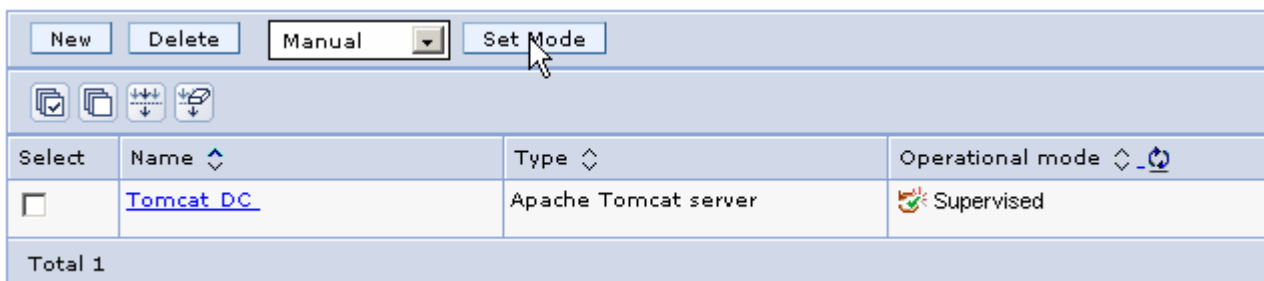 New Delete Manual Set Mode
Select Name Type Operational mode
Tomcat DC Apache Tomcat server Supervised
Total 1